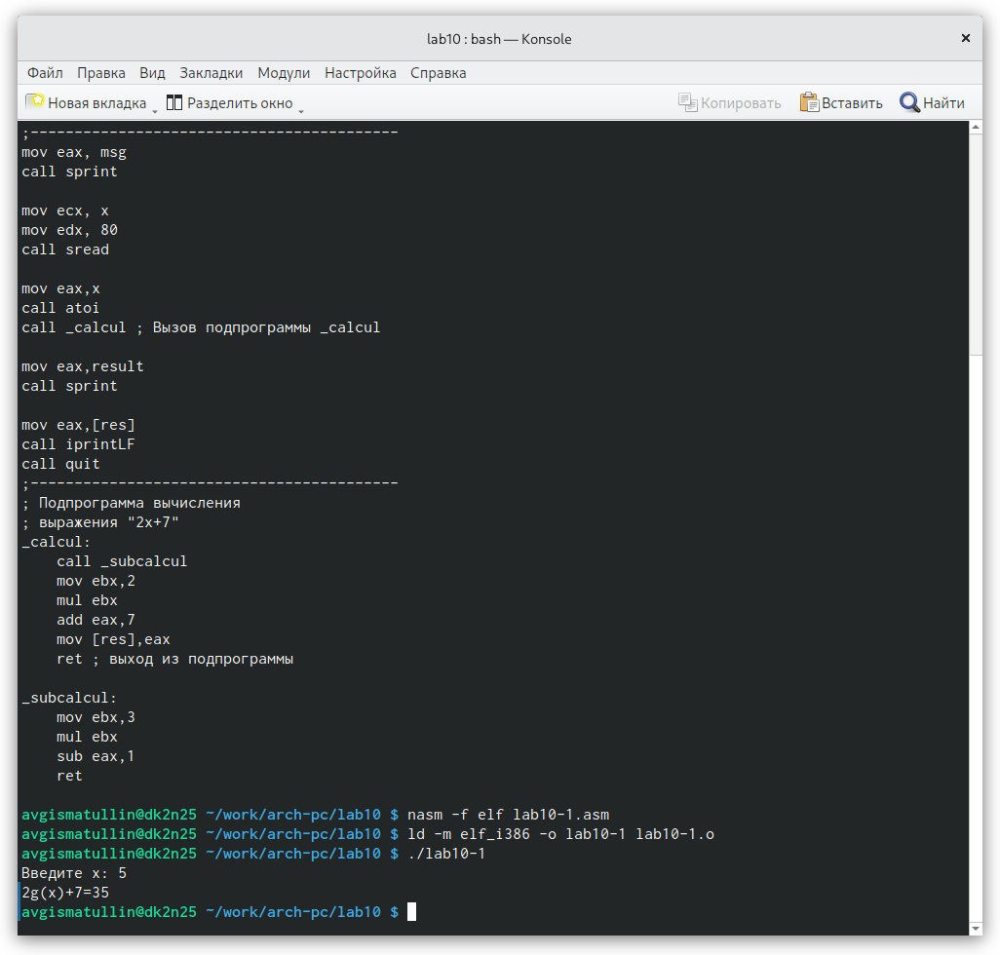 lab10 : bash — Konsole
Файл Правка Вид Закладки Модули Настройка Справка
Новая вкладка Разделить окно Копировать Вставить Найти
;------------------------------------------
mov eax, msg
call sprint
mov ecx, x
mov edx, 80
call sread
mov eax,x
call atoi
call _calcul ; Вызов подпрограммы _calcul
mov eax,result
call sprint
mov eax,[res]
call iprintLF
call quit
;------------------------------------------
; Подпрограмма вычисления
; выражения "2x+7"
_calcul:
    call _subcalcul
    mov ebx,2
    mul ebx
    add eax,7
    mov [res],eax
    ret ; выход из подпрограммы
_subcalcul:
    mov ebx,3
    mul ebx
    sub eax,1
    ret
avgismatullin@dk2n25 ~/work/arch-pc/lab10 $ nasm -f elf lab10-1.asm
avgismatullin@dk2n25 ~/work/arch-pc/lab10 $ ld -m elf_i386 -o lab10-1 lab10-1.o
avgismatullin@dk2n25 ~/work/arch-pc/lab10 $ ./lab10-1
Введите x: 5
2g(x)+7=35
avgismatullin@dk2n25 ~/work/arch-pc/lab10 $